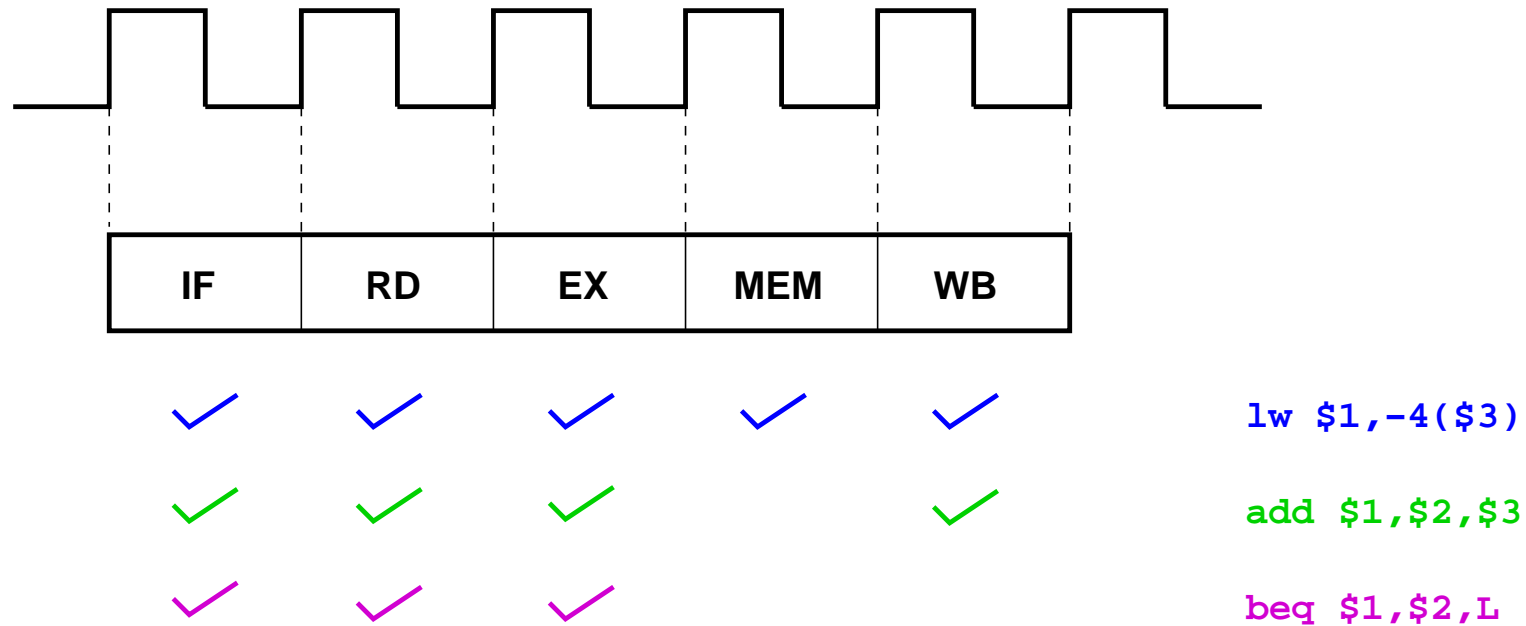 IF RD EX MEM WB
lw $1,-4($3)
add $1,$2,$3
beq $1,$2,L